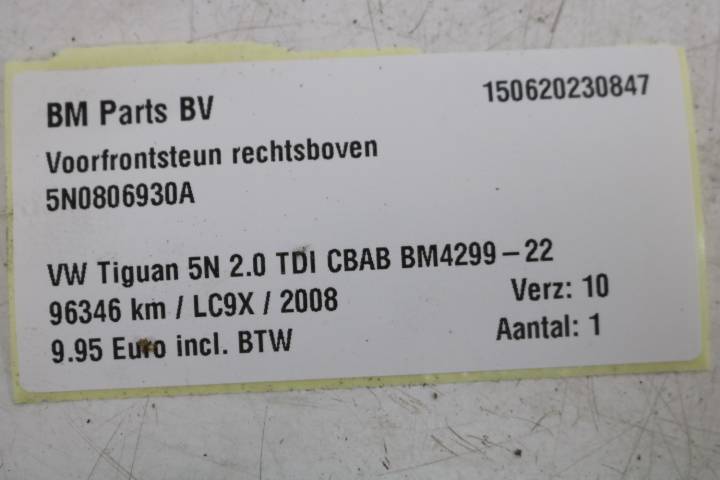 BM Parts BV
150620230847
Voorfrontsteun rechtsboven
5N0806930A
VW Tiguan 5N 2.0 TDI CBAB BM4299-22
96346 km / LC9X / 2008
Verz: 10
9.95 Euro incl. BTW
Aantal: 1